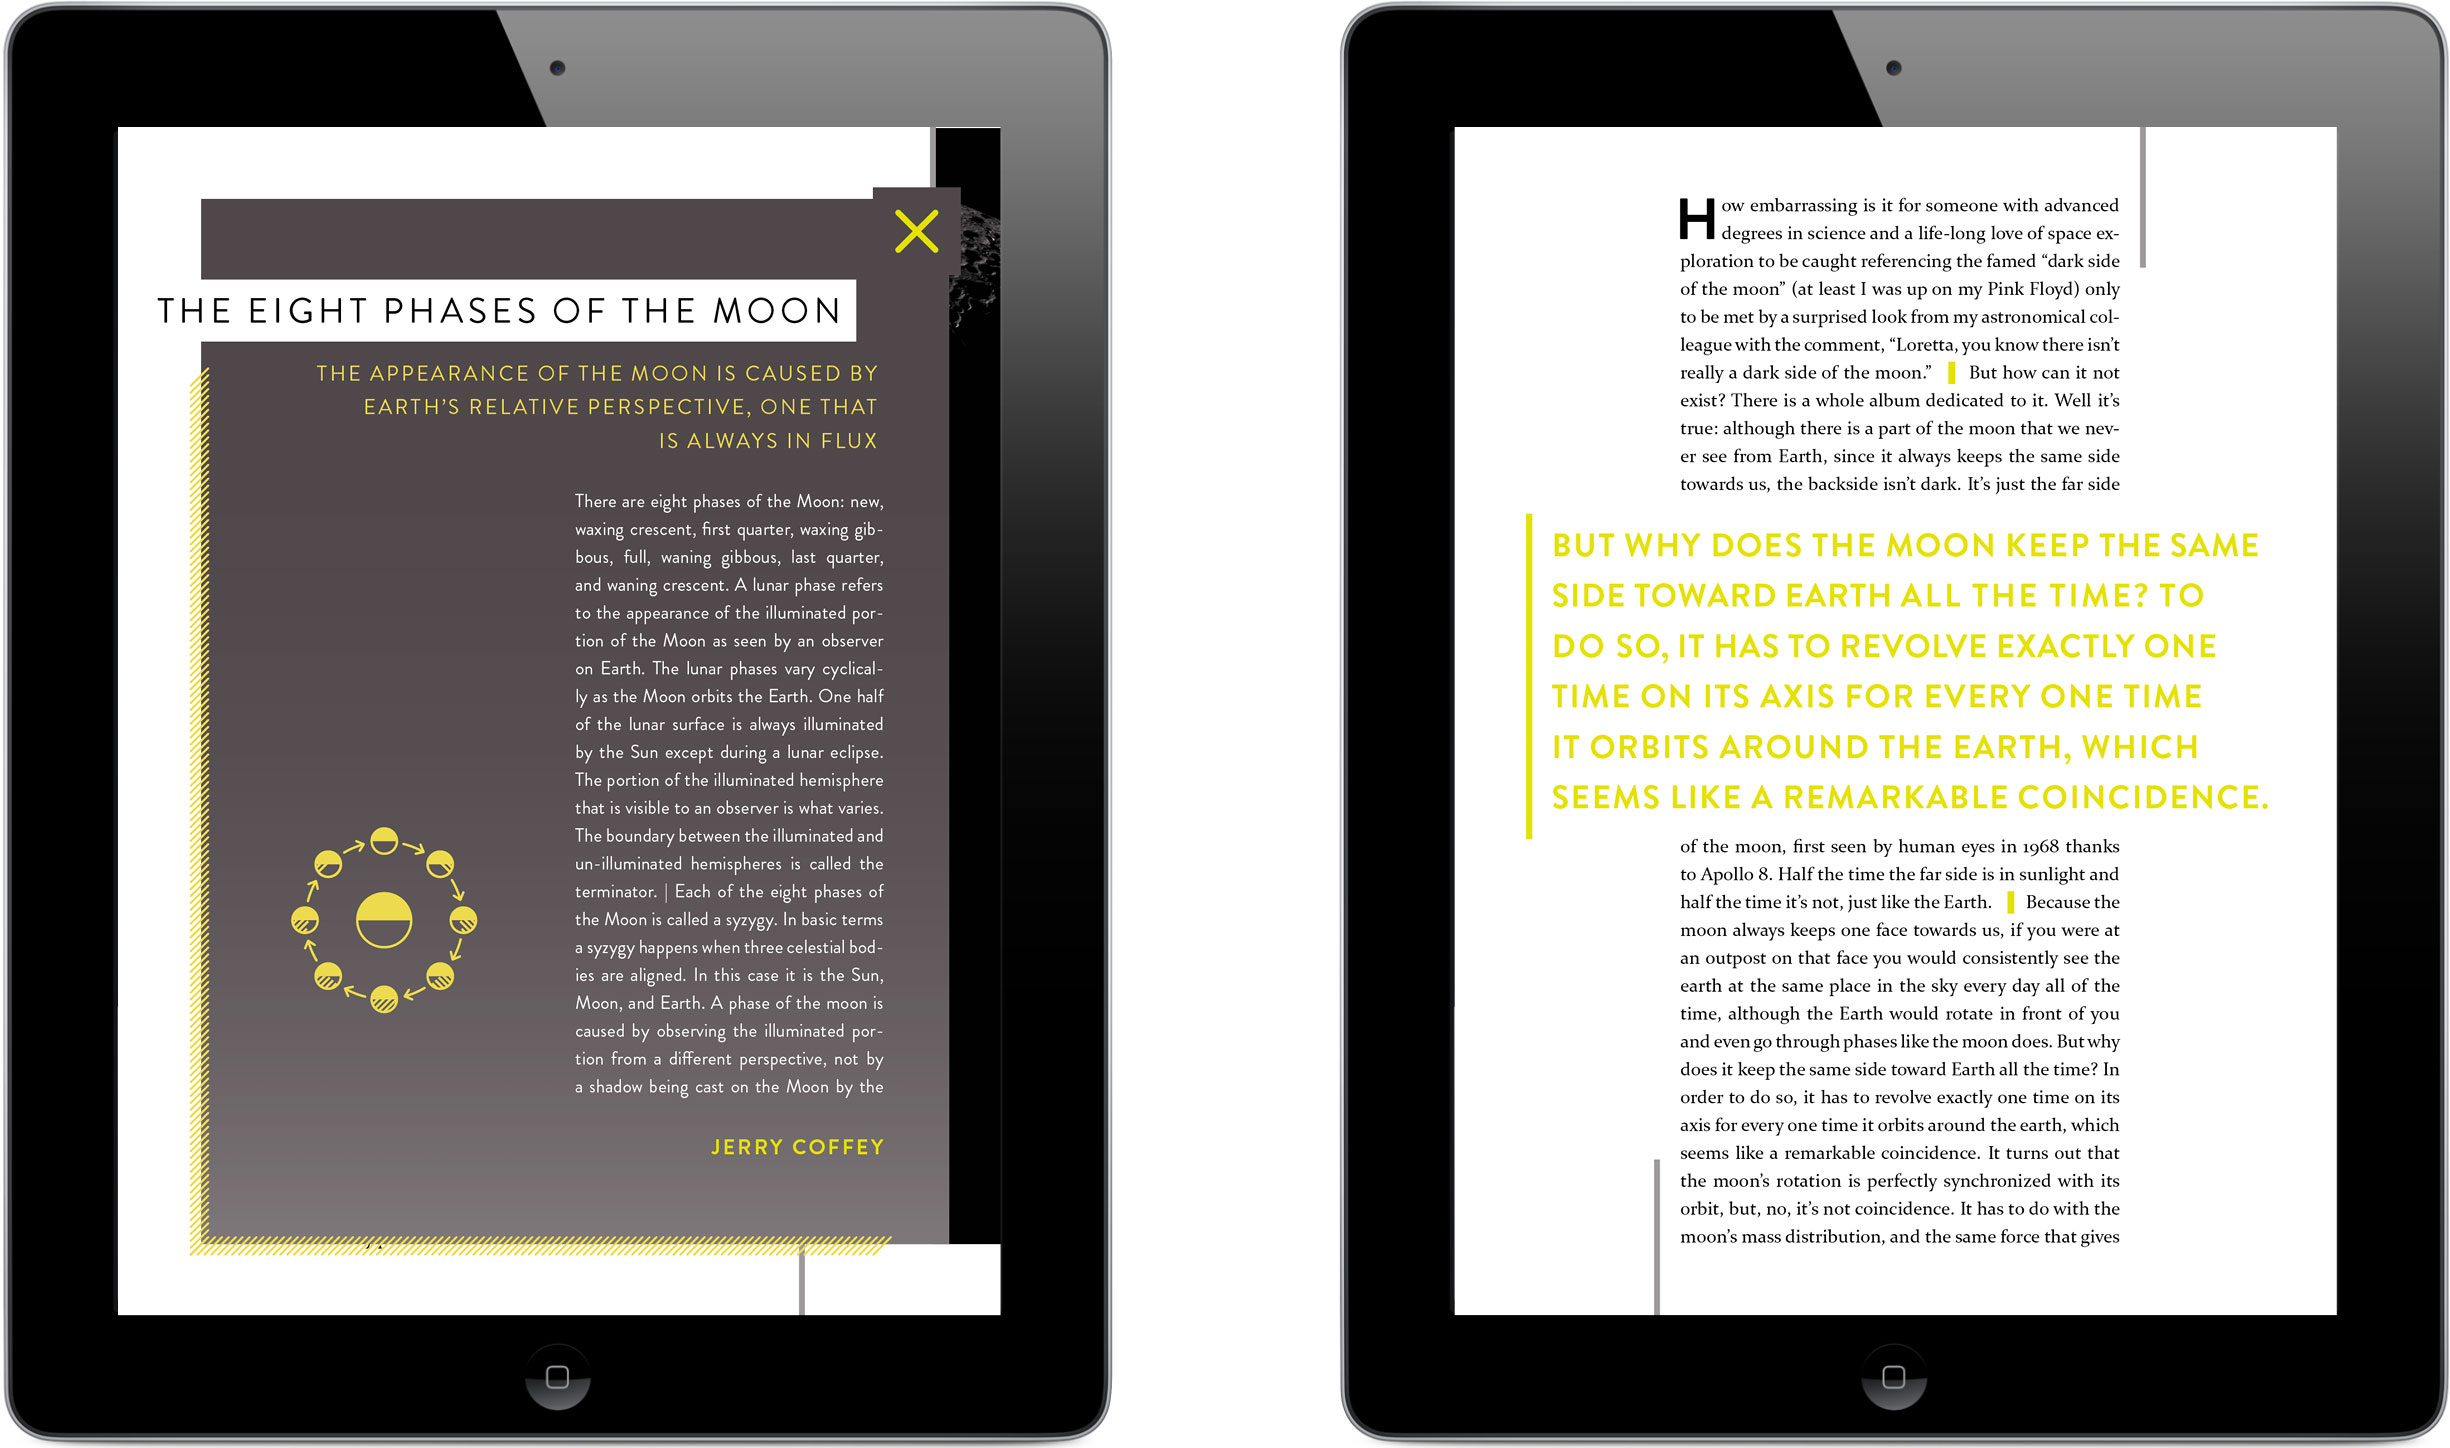 THE EIGHT PHASES OF THE MOON
THE APPEARANCE OF THE MOON IS CAUSED BY
EARTH'S RELATIVE PERSPECTIVE, ONE THAT
IS ALWAYS IN FLUX
There are eight phases of the Moon: new,
waxing crescent, first quarter, waxing gib-
bous, full, waning gibbous, last quarter,
and waning crescent. A lunar phase refers
to the appearance of the illuminated por-
tion of the Moon as seen by an observer
on Earth. The lunar phases vary cyclical-
ly as the Moon orbits the Earth. One half
of the lunar surface is always illuminated
by the Sun except during a lunar eclipse.
The portion of the illuminated hemisphere
that is visible to an observer is what varies.
The boundary between the illuminated and
un-illuminated hemispheres is called the
terminator. | Each of the eight phases of
the Moon is called a syzygy. In basic terms
a syzygy happens when three celestial bod-
ies are aligned. In this case it is the Sun,
Moon, and Earth. A phase of the moon is
caused by observing the illuminated por-
tion from a different perspective, not by
a shadow being cast on the Moon by the
JERRY COFFEY
How embarrassing is it for someone with advanced
degrees in science and a life-long love of space ex-
ploration to be caught referencing the famed “dark side
of the moon” (at least I was up on my Pink Floyd) only
to be met by a surprised look from my astronomical col-
league with the comment, “Loretta, you know there isn’t
really a dark side of the moon.” But how can it not
exist? There is a whole album dedicated to it. Well it’s
true: although there is a part of the moon that we nev-
er see from Earth, since it always keeps the same side
towards us, the backside isn’t dark. It’s just the far side
BUT WHY DOES THE MOON KEEP THE SAME
SIDE TOWARD EARTH ALL THE TIME? TO
DO SO, IT HAS TO REVOLVE EXACTLY ONE
TIME ON ITS AXIS FOR EVERY ONE TIME
IT ORBITS AROUND THE EARTH, WHICH
SEEMS LIKE A REMARKABLE COINCIDENCE.
of the moon, first seen by human eyes in 1968 thanks
to Apollo 8. Half the time the far side is in sunlight and
half the time it’s not, just like the Earth. Because the
moon always keeps one face towards us, if you were at
an outpost on that face you would consistently see the
earth at the same place in the sky every day all of the
time, although the Earth would rotate in front of you
and even go through phases like the moon does. But why
does it keep the same side toward Earth all the time? In
order to do so, it has to revolve exactly one time on its
axis for every one time it orbits around the earth, which
seems like a remarkable coincidence. It turns out that
the moon’s rotation is perfectly synchronized with its
orbit, but, no, it’s not coincidence. It has to do with the
moon’s mass distribution, and the same force that gives